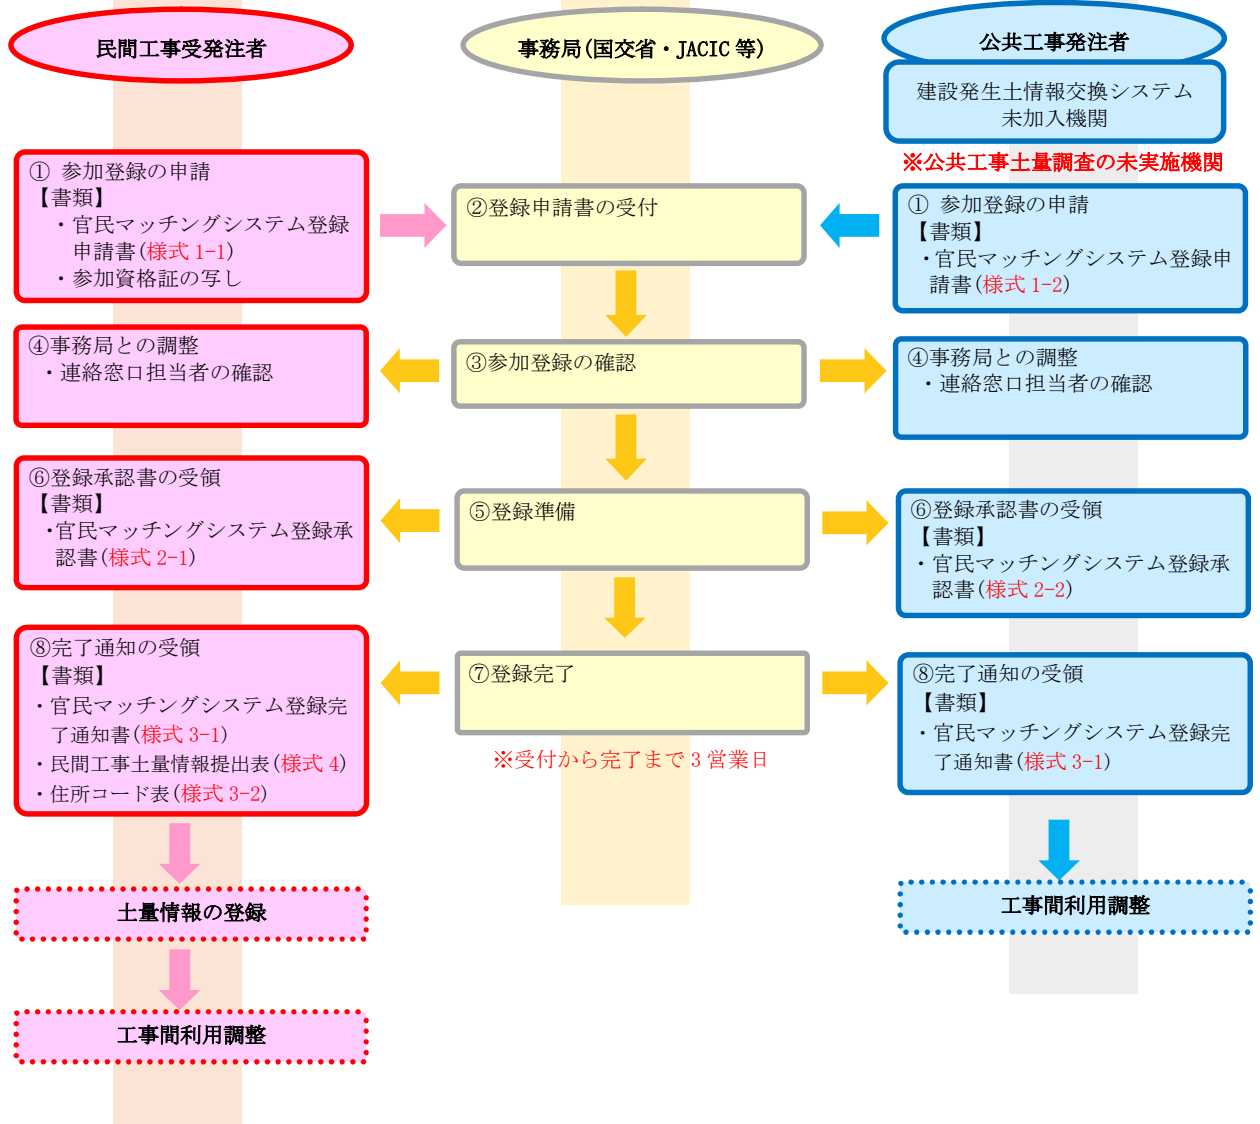 民間工事受発注者
① 参加登録の申請
【書類】
・官民マッチングシステム登録
申請書(様式 1-1)
・参加資格証の写し
④事務局との調整
・連絡窓口担当者の確認
⑥登録承認書の受領
【書類】
・官民マッチングシステム登録承
認書(様式 2-1)
⑧完了通知の受領
【書類】
・官民マッチングシステム登録完
了通知書(様式 3-1)
・民間工事土量情報提出表(様式 4)
・住所コード表(様式 3-2)
土量情報の登録
工事間利用調整
事務局(国交省・JACIC 等)
②登録申請書の受付
③参加登録の確認
⑤登録準備
⑦登録完了
※受付から完了まで 3 営業日
公共工事発注者
建設発生土情報交換システム
未加入機関
※公共工事土量調査の未実施機関
① 参加登録の申請
【書類】
・官民マッチングシステム登録申
請書(様式 1-2)
④事務局との調整
・連絡窓口担当者の確認
⑥登録承認書の受領
【書類】
・官民マッチングシステム登録承
認書(様式 2-2)
⑧完了通知の受領
【書類】
・官民マッチングシステム登録完
了通知書(様式 3-1)
工事間利用調整